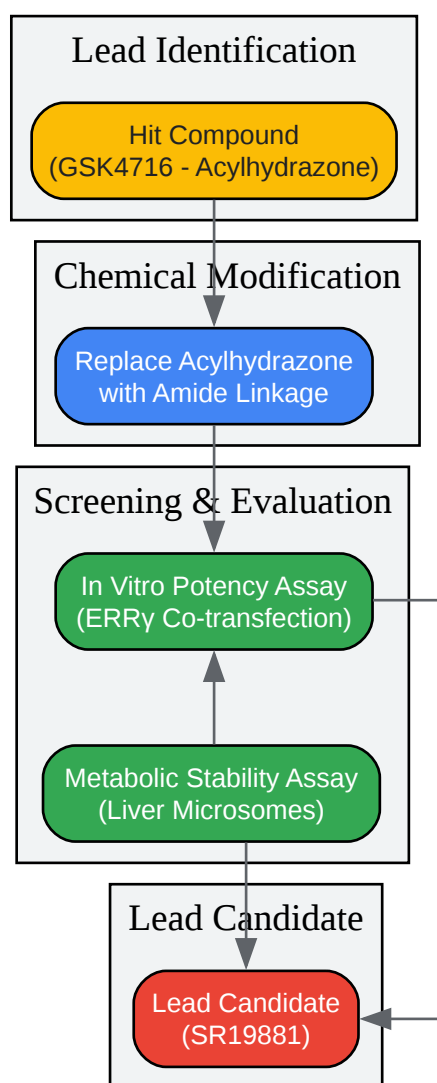 Lead Identification
Hit Compound
(GSK4716 - Acylhydrazone)
Chemical Modification
Replace Acylhydrazone
with Amide Linkage
Screening & Evaluation
In Vitro Potency Assay
(ERRγ Co-transfection)
Metabolic Stability Assay
(Liver Microsomes)
Lead Candidate
Lead Candidate
(SR19881)